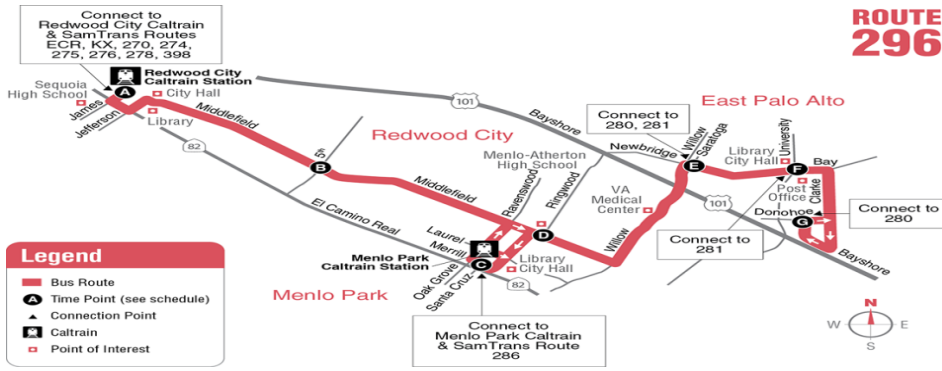 Connect to
Redwood City Caltrain
& SamTrans Routes
ECR, KX, 270, 274,
275, 276, 278, 398
ROUTE
296
Redwood City
Caltrain Station
A
Sequoia
High School
City Hall
James
Jefferson
Library
Middlefield
82
101
Bayshore
East Palo Alto
Connect to
280, 281
Redwood City
5th
B
Menlo-Atherton
High School
Newbridge
Willow
Saratoga
E
Library
City Hall
University
F
Bay
Post
Office
Clarke
Middlefield
Ravenswood
Ringwood
VA
Medical
Center
101
Donohoe
G
Connect to
280
El Camino Real
Laurel
Merrill
D
Willow
Connect to
281
Bayshore
Menlo Park
Caltrain Station
C
Library
City Hall
Oak Grove
Santa Cruz
82
Menlo Park
Connect to
Menlo Park Caltrain
& SamTrans Route
286
Legend
Bus Route
A Time Point (see schedule)
Connection Point
Caltrain
Point of Interest
N
W
E
S